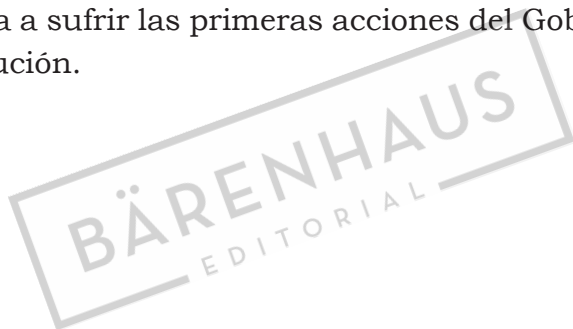 a a sufrir las primeras acciones del Gob
ución.
BÄRENHAUS
EDITORIAL